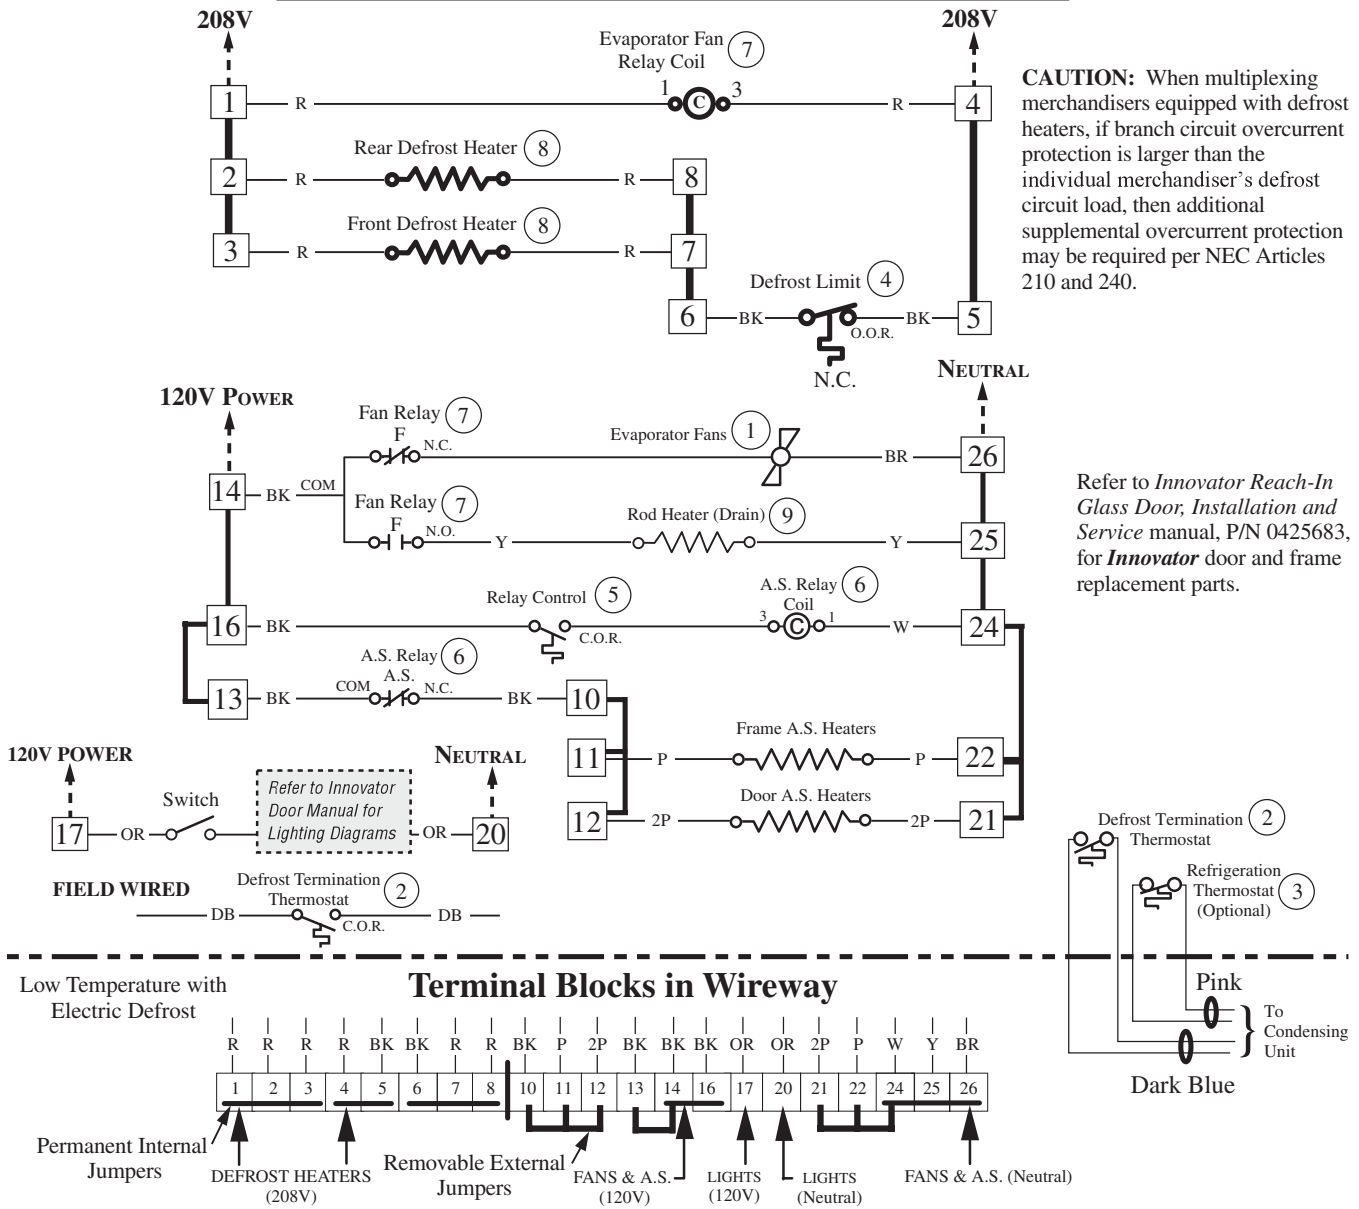 208V
208V
Evaporator Fan
Relay Coil
7
1
3
C
1
R
R
4
CAUTION: When multiplexing
merchandisers equipped with defrost
heaters, if branch circuit overcurrent
protection is larger than the
individual merchandiser’s defrost
circuit load, then additional
supplemental overcurrent protection
may be required per NEC Articles
210 and 240.
Rear Defrost Heater
8
2
R
R
8
Front Defrost Heater
8
3
R
R
7
Defrost Limit
4
6
BK
BK
5
O.O.R.
N.C.
120V POWER
NEUTRAL
Fan Relay
7
F
N.C.
Evaporator Fans
1
BR
26
14
BK
COM
Fan Relay
7
F
N.O.
Y
Rod Heater (Drain)
9
Y
25
Refer to Innovator Reach-In
Glass Door, Installation and
Service manual, P/N 0425683,
for Innovator door and frame
replacement parts.
Relay Control
5
A.S. Relay
Coil
6
16
BK
C.O.R.
3
C
1
W
24
A.S. Relay
6
A.S.
13
BK
COM
N.C.
BK
10
Frame A.S. Heaters
11
P
P
22
Door A.S. Heaters
12
2P
2P
21
120V POWER
NEUTRAL
Switch
17
OR
Refer to Innovator
Door Manual for
Lighting Diagrams
OR
20
FIELD WIRED
Defrost Termination
Thermostat
2
DB
C.O.R.
DB
Defrost Termination
Thermostat
2
Refrigeration
Thermostat
(Optional)
3
Pink
To
Condensing
Unit
Dark Blue
Low Temperature with
Electric Defrost
Terminal Blocks in Wireway
R R R R BK BK R R BK P 2P BK BK BK OR OR 2P P W Y BR
1 2 3 4 5 6 7 8 10 11 12 13 14 16 17 20 21 22 24 25 26
Permanent Internal
Jumpers
DEFROST HEATERS
(208V)
Removable External
Jumpers
FANS & A.S.
(120V)
LIGHTS
(120V)
LIGHTS
(Neutral)
FANS & A.S. (Neutral)